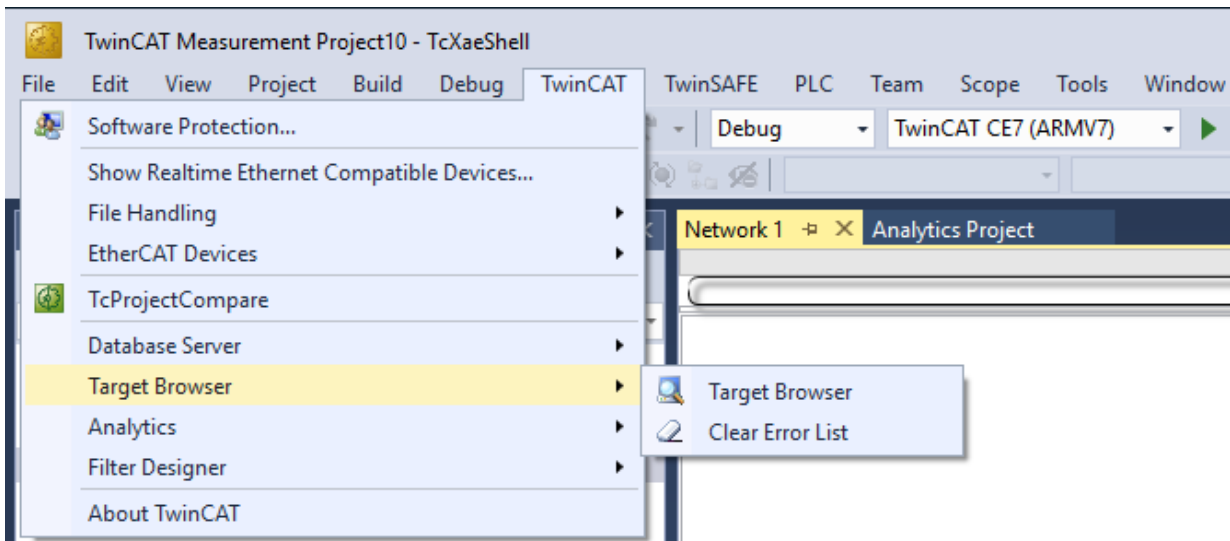 TwinCAT Measurement Project10 - TcXaeShell
File Edit View Project Build Debug TwinCAT TwinSAFE PLC Team Scope Tools Window
Software Protection...
Debug TwinCAT CE7 (ARMV7)
Show Realtime Ethernet Compatible Devices...
File Handling
Network 1 Analytics Project
EtherCAT Devices
TcProjectCompare
Database Server
Target Browser
Target Browser
Analytics
Clear Error List
Filter Designer
About TwinCAT